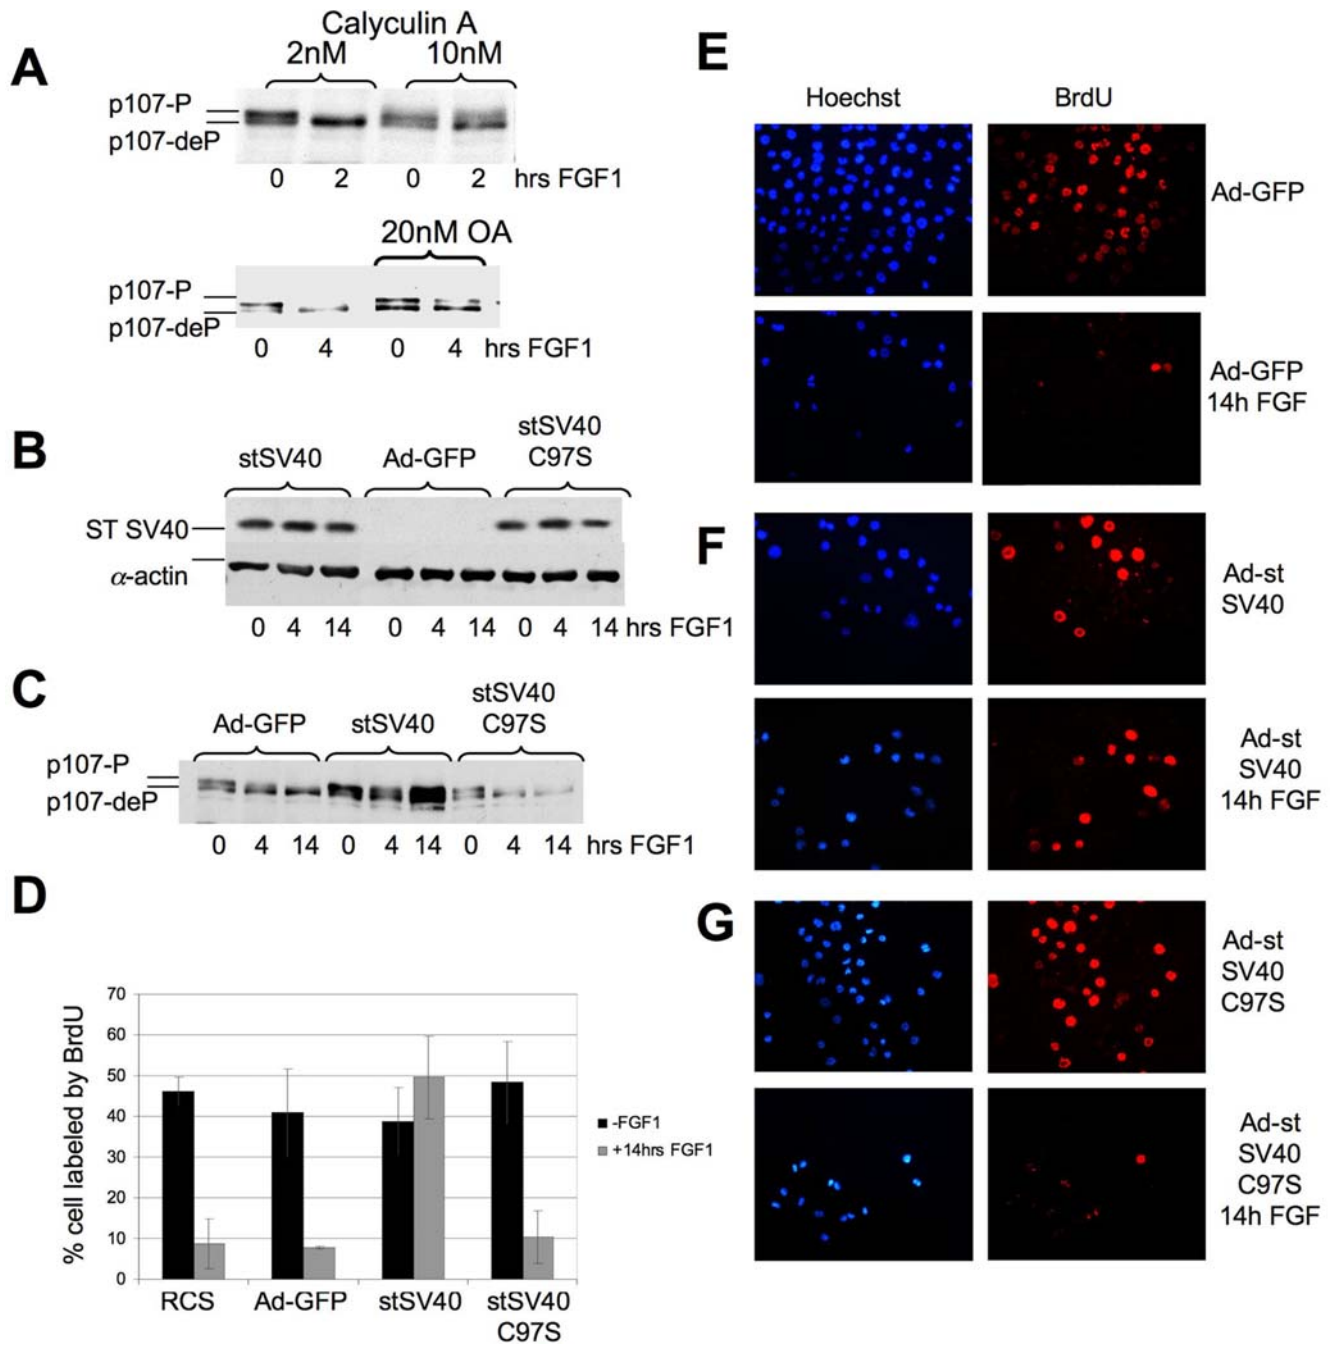 A
Calyculin A
2nM 10nM
p107-P
p107-deP
0 2 0 2 hrs FGF1
20nM OA
p107-P
p107-deP
0 4 0 4 hrs FGF1
B
stSV40 Ad-GFP stSV40
C97S
ST SV40
α-actin
0 4 14 0 4 14 0 4 14 hrs FGF1
C
Ad-GFP stSV40 stSV40
C97S
p107-P
p107-deP
0 4 14 0 4 14 0 4 14 hrs FGF1
D
% cell labeled by BrdU
70
60
50
40
30
20
10
0
RCS Ad-GFP stSV40 stSV40
C97S
-FGF1
+14hrs FGF1
E
Hoechst BrdU
Ad-GFP
Ad-GFP
14h FGF
F
Ad-st
SV40
Ad-st
SV40
14h FGF
G
Ad-st
SV40
C97S
Ad-st
SV40
C97S
14h FGF